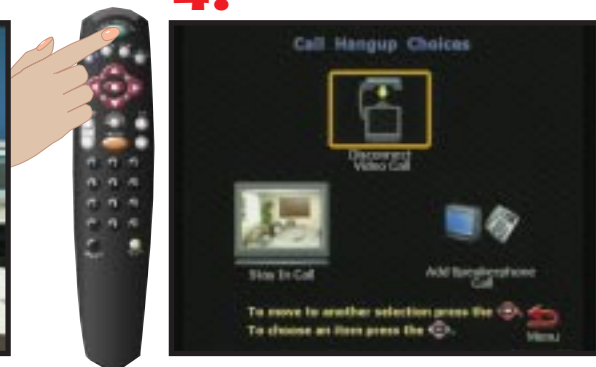 4.
Call Hangup Choices
Disconnect
Video Call
Stay In Call
Add Speakerphone
Call
To move to another selection press the
To choose an item press the .
Menu